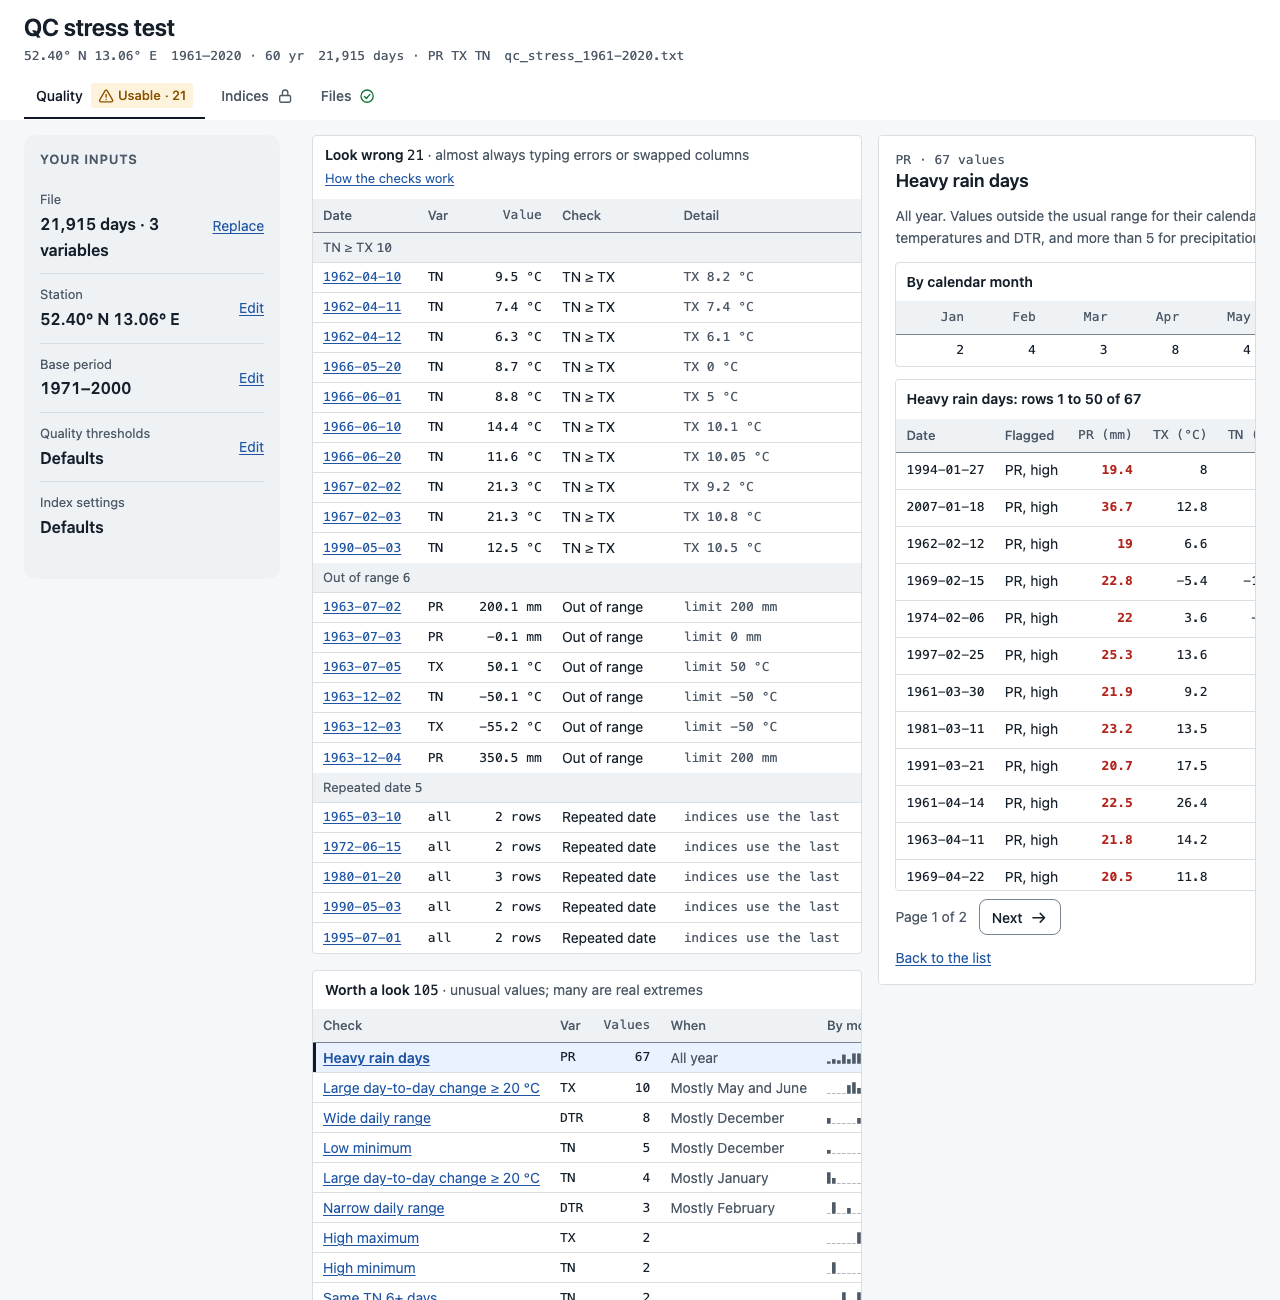 QC stress test
52.40° N 13.06° E 1961–2020 · 60 yr 21,915 days · PR TX TN qc_stress_1961-2020.txt
Quality Usable · 21 Indices Files
YOUR INPUTS
File
21,915 days · 3 variables
Replace
Station
52.40° N 13.06° E
Edit
Base period
1971–2000
Edit
Quality thresholds
Defaults
Edit
Index settings
Defaults
Look wrong 21 · almost always typing errors or swapped columns
How the checks work
Date Var Value Check Detail
TN ≥ TX 10
1962-04-10 TN 9.5 °C TN ≥ TX TX 8.2 °C
1962-04-11 TN 7.4 °C TN ≥ TX TX 7.4 °C
1962-04-12 TN 6.3 °C TN ≥ TX TX 6.1 °C
1966-05-20 TN 8.7 °C TN ≥ TX TX 0 °C
1966-06-01 TN 8.8 °C TN ≥ TX TX 5 °C
1966-06-10 TN 14.4 °C TN ≥ TX TX 10.1 °C
1966-06-20 TN 11.6 °C TN ≥ TX TX 10.05 °C
1967-02-02 TN 21.3 °C TN ≥ TX TX 9.2 °C
1967-02-03 TN 21.3 °C TN ≥ TX TX 10.8 °C
1990-05-03 TN 12.5 °C TN ≥ TX TX 10.5 °C
Out of range 6
1963-07-02 PR 200.1 mm Out of range limit 200 mm
1963-07-03 PR −0.1 mm Out of range limit 0 mm
1963-07-05 TX 50.1 °C Out of range limit 50 °C
1963-12-02 TN −50.1 °C Out of range limit −50 °C
1963-12-03 TX −55.2 °C Out of range limit −50 °C
1963-12-04 PR 350.5 mm Out of range limit 200 mm
Repeated date 5
1965-03-10 all 2 rows Repeated date indices use the last
1972-06-15 all 2 rows Repeated date indices use the last
1980-01-20 all 3 rows Repeated date indices use the last
1990-05-03 all 2 rows Repeated date indices use the last
1995-07-01 all 2 rows Repeated date indices use the last
Worth a look 105 · unusual values; many are real extremes
Check Var Values When By mo
Heavy rain days PR 67 All year
Large day-to-day change ≥ 20 °C TX 10 Mostly May and June
Wide daily range DTR 8 Mostly December
Low minimum TN 5 Mostly December
Large day-to-day change ≥ 20 °C TN 4 Mostly January
Narrow daily range DTR 3 Mostly February
High maximum TX 2
High minimum TN 2
Same TN 6+ days TN 2
PR · 67 values
Heavy rain days
All year. Values outside the usual range for their calenda
temperatures and DTR, and more than 5 for precipitation
By calendar month
Jan Feb Mar Apr May
2 4 3 8 4
Heavy rain days: rows 1 to 50 of 67
Date Flagged PR (mm) TX (°C) TN (
1994-01-27 PR, high 19.4 8
2007-01-18 PR, high 36.7 12.8
1962-02-12 PR, high 19 6.6
1969-02-15 PR, high 22.8 −5.4 −1
1974-02-06 PR, high 22 3.6 −
1997-02-25 PR, high 25.3 13.6
1961-03-30 PR, high 21.9 9.2
1981-03-11 PR, high 23.2 13.5
1991-03-21 PR, high 20.7 17.5
1961-04-14 PR, high 22.5 26.4
1963-04-11 PR, high 21.8 14.2
1969-04-22 PR, high 20.5 11.8
Page 1 of 2 Next →
Back to the list